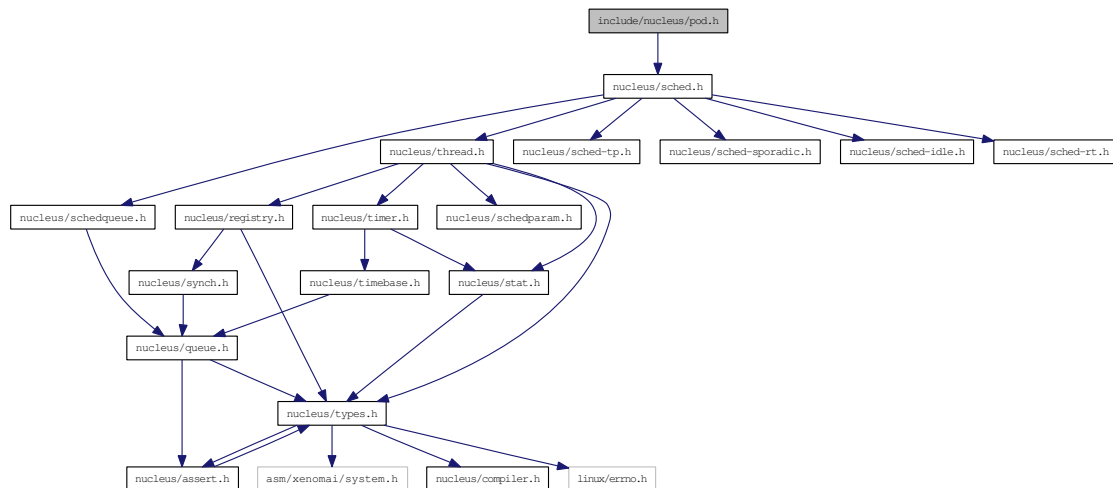 include/nucleus/pod.h
nucleus/sched.h
nucleus/thread.h
nucleus/sched-tp.h
nucleus/sched-sporadic.h
nucleus/sched-idle.h
nucleus/sched-rt.h
nucleus/schedqueue.h
nucleus/registry.h
nucleus/timer.h
nucleus/schedparam.h
nucleus/synch.h
nucleus/timebase.h
nucleus/stat.h
nucleus/queue.h
nucleus/types.h
nucleus/assert.h
asm/xenomai/system.h
nucleus/compiler.h
linux/errno.h